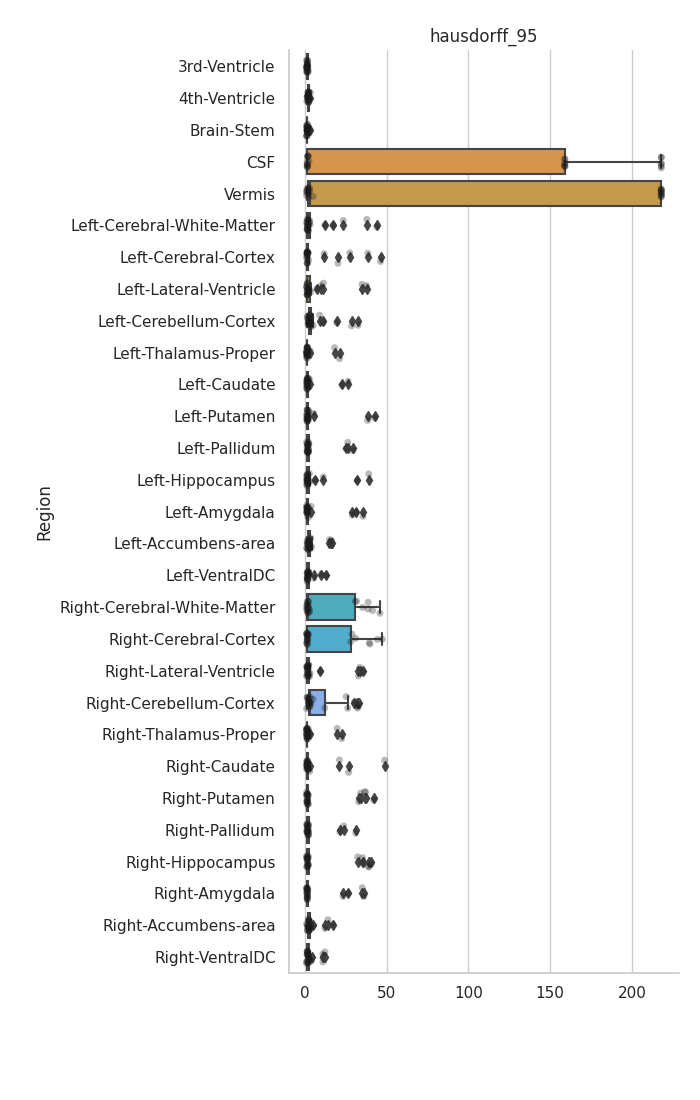 hausdorff_95
3rd-Ventricle
4th-Ventricle
Brain-Stem
CSF
Vermis
Left-Cerebral-White-Matter
Left-Cerebral-Cortex
Left-Lateral-Ventricle
Left-Cerebellum-Cortex
Left-Thalamus-Proper
Left-Caudate
Left-Putamen
Left-Pallidum
Left-Hippocampus
Left-Amygdala
Left-Accumbens-area
Left-VentralDC
Right-Cerebral-White-Matter
Right-Cerebral-Cortex
Right-Lateral-Ventricle
Right-Cerebellum-Cortex
Right-Thalamus-Proper
Right-Caudate
Right-Putamen
Right-Pallidum
Right-Hippocampus
Right-Amygdala
Right-Accumbens-area
Right-VentralDC
Region
0 50 100 150 200